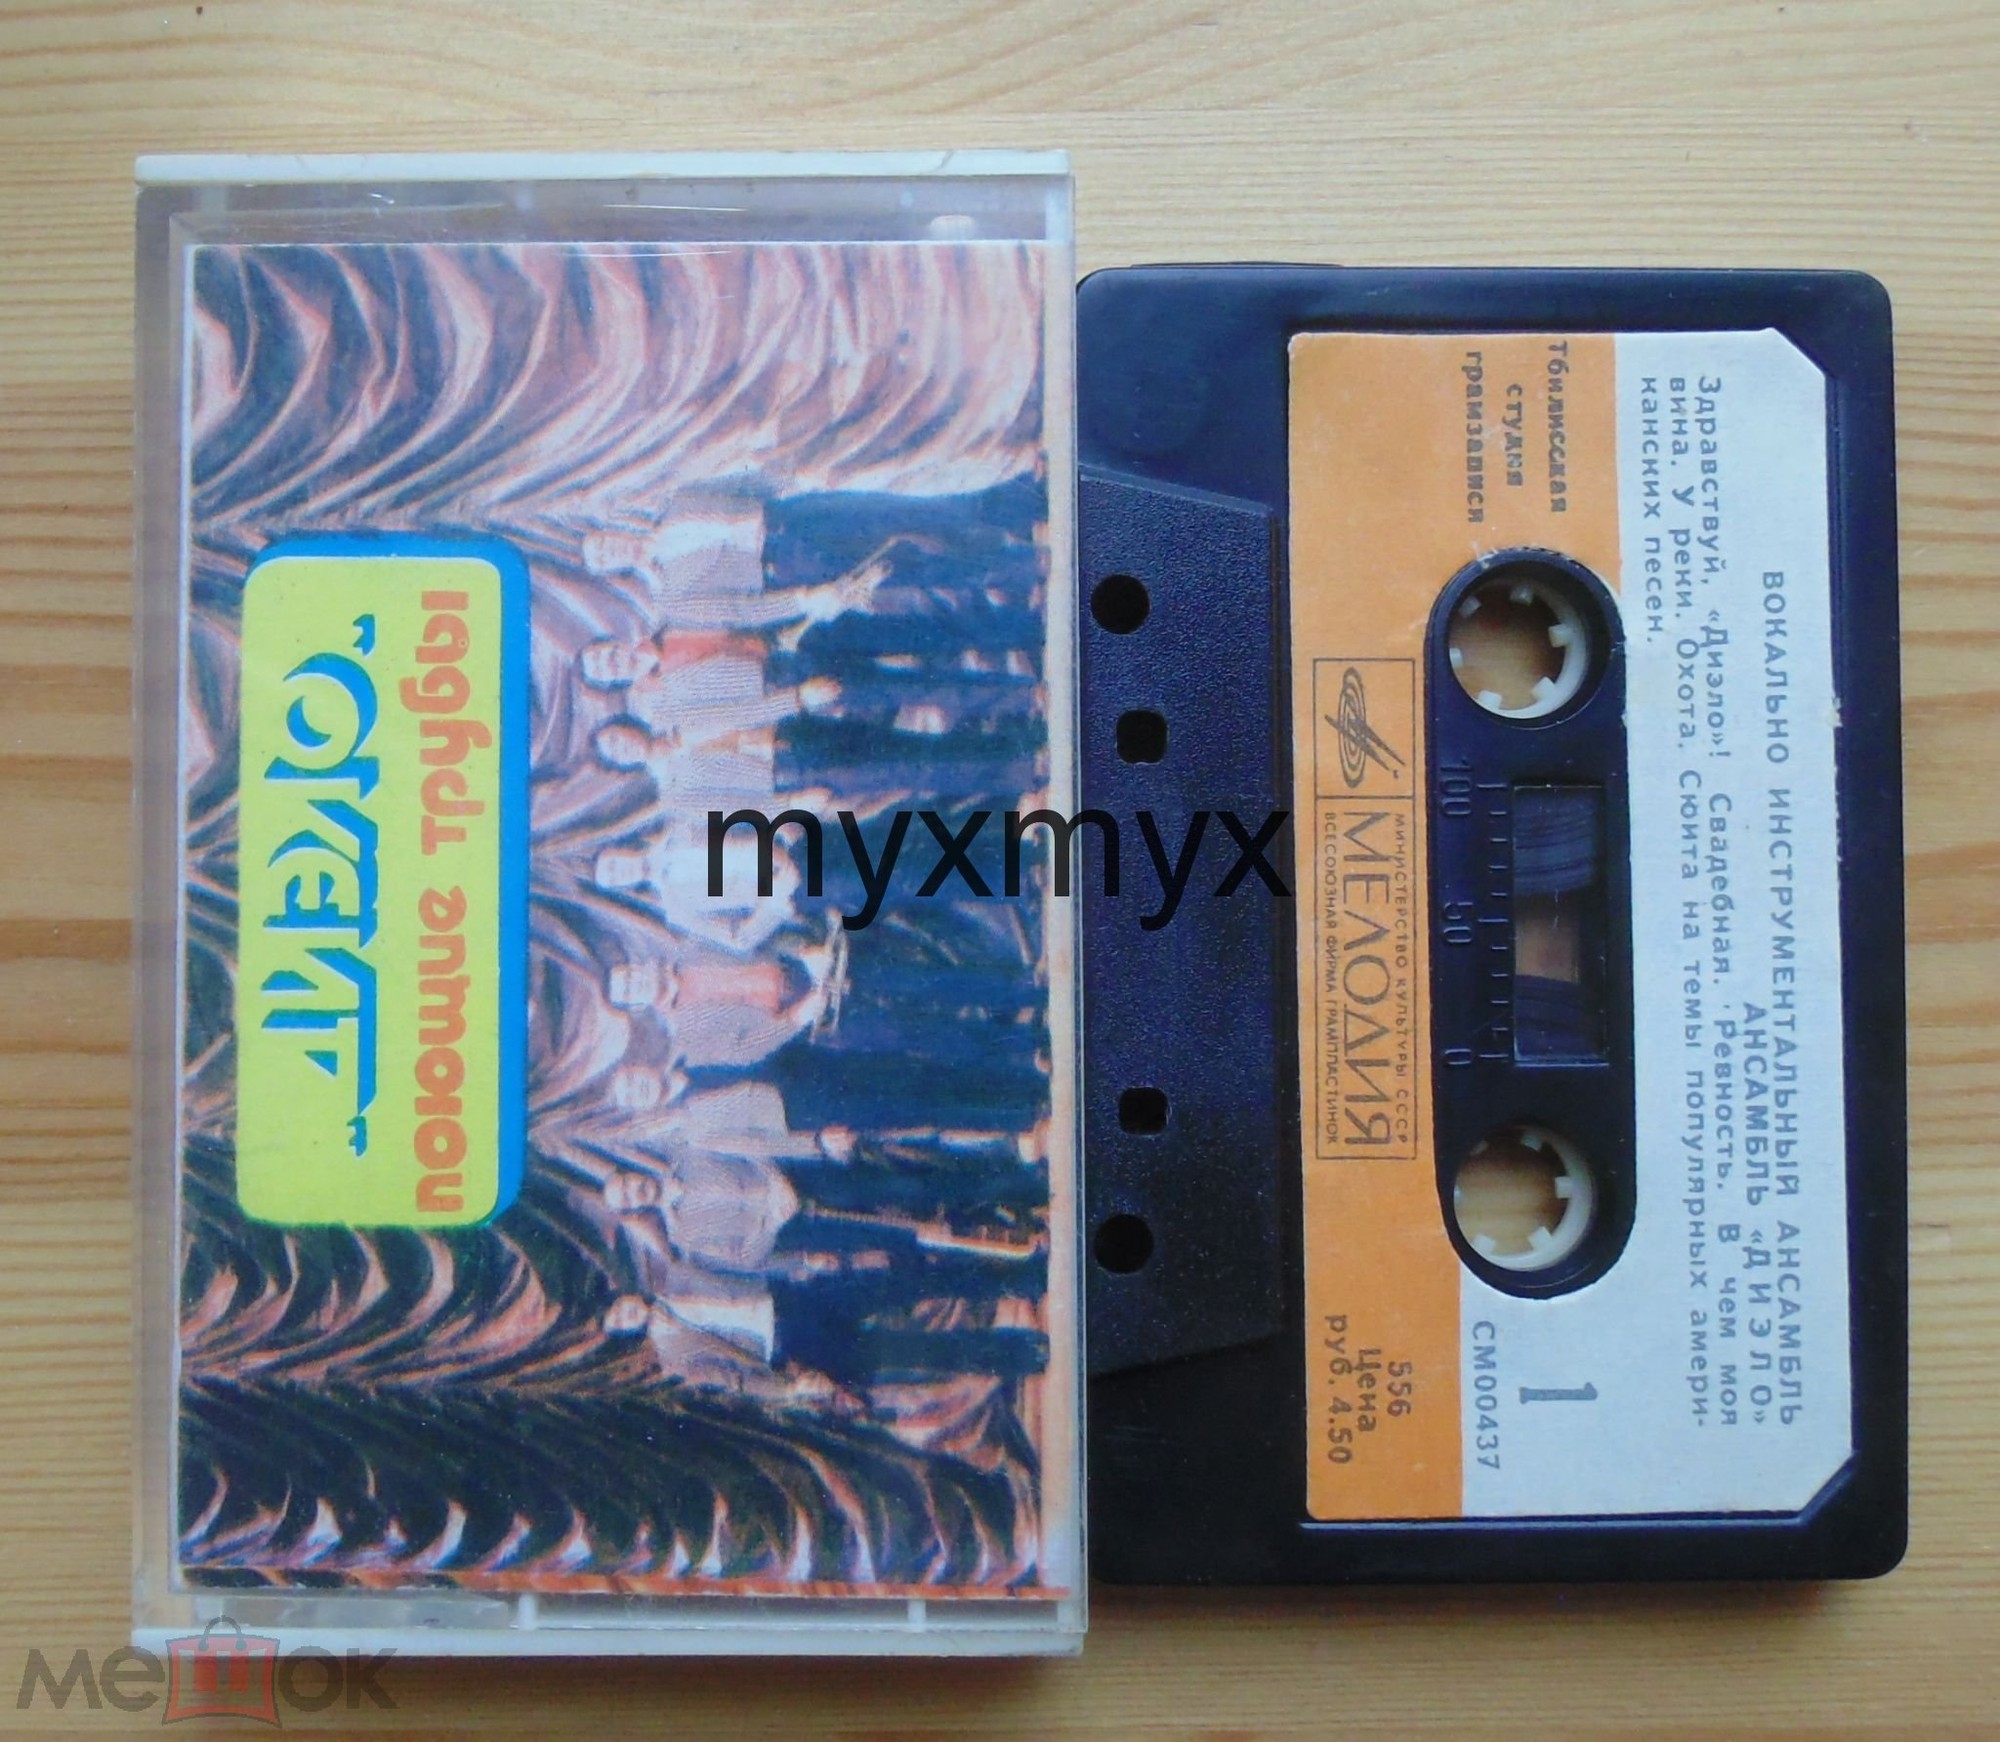 „Орент"
поющие трубы
ВОКАЛЬНО ИНСТРУМЕНТАЛЬНЫЙ АНСАМБЛЬ
АНСАМБЛЬ «ДИЭЛО»
Здравствуй, «Диэло»! Свадебная. Ревность. В чем моя
вина. У реки. Охота. Сюита на темы популярных амери-
канских песен.
Тбилисская
студия
грамзаписи
1
СМ00437
100 50 0
МИНИСТЕРСТВО КУЛЬТУРЫ СССР
МЕЛОДИЯ
ВСЕСОЮЗНАЯ ФИРМА ГРАМПЛАСТИНОК
556
Цена
руб. 4.50
myxmyx
мешок